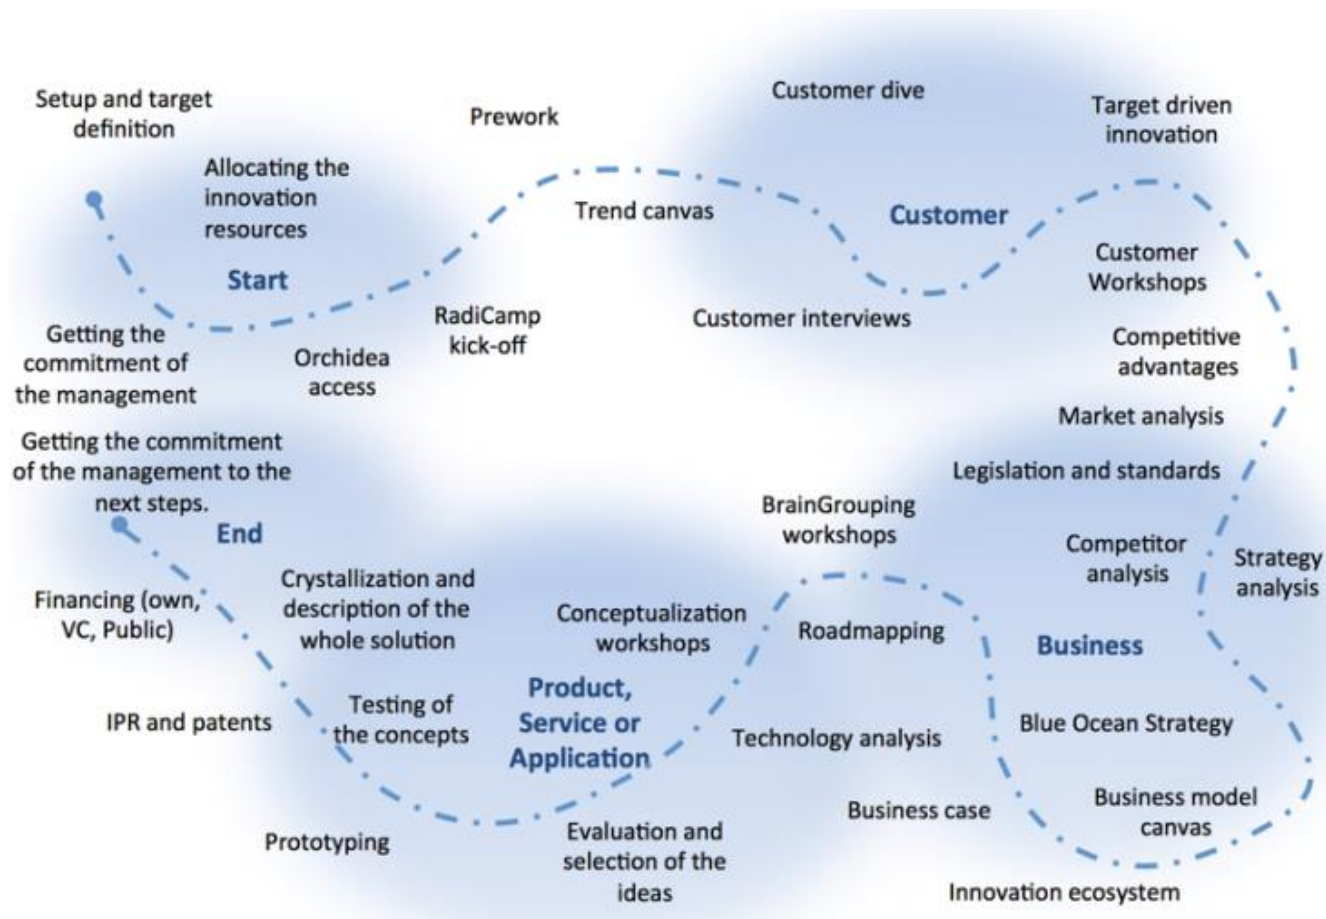 Setup and target
definition
Allocating the
innovation
resources
Start
Getting the
commitment of
the management
Orchidea
access
RadiCamp
kick-off
Prework
Trend canvas
Customer dive
Customer
Customer interviews
Target driven
innovation
Customer
Workshops
Competitive
advantages
Market analysis
Legislation and standards
Competitor
analysis
Strategy
analysis
Business
Blue Ocean Strategy
Business model
canvas
Innovation ecosystem
Business case
BrainGrouping
workshops
Roadmapping
Technology analysis
Conceptualization
workshops
Product,
Service or
Application
Evaluation and
selection of the
ideas
Testing of
the concepts
Prototyping
Crystallization and
description of the
whole solution
IPR and patents
Financing (own,
VC, Public)
End
Getting the commitment
of the management to the
next steps.